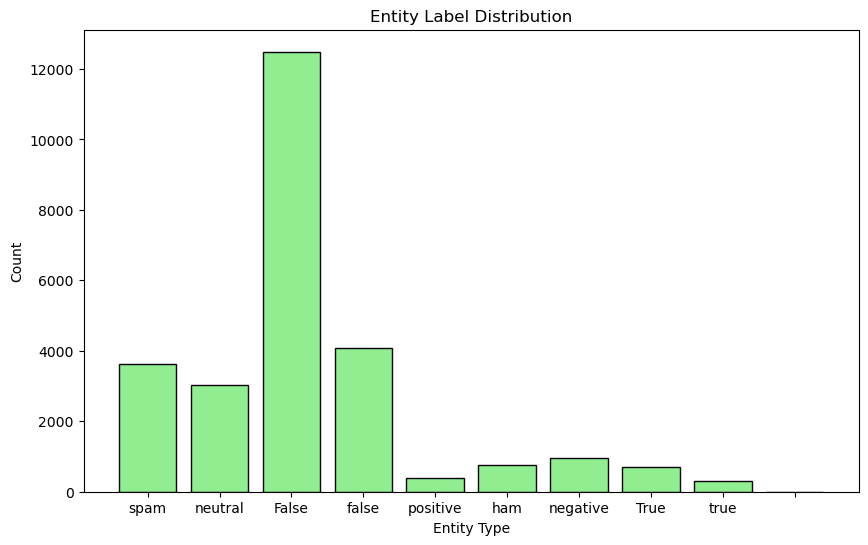 Entity Label Distribution
12000
10000
8000
6000
4000
2000
0
Count
spam neutral False false positive ham negative True true
Entity Type